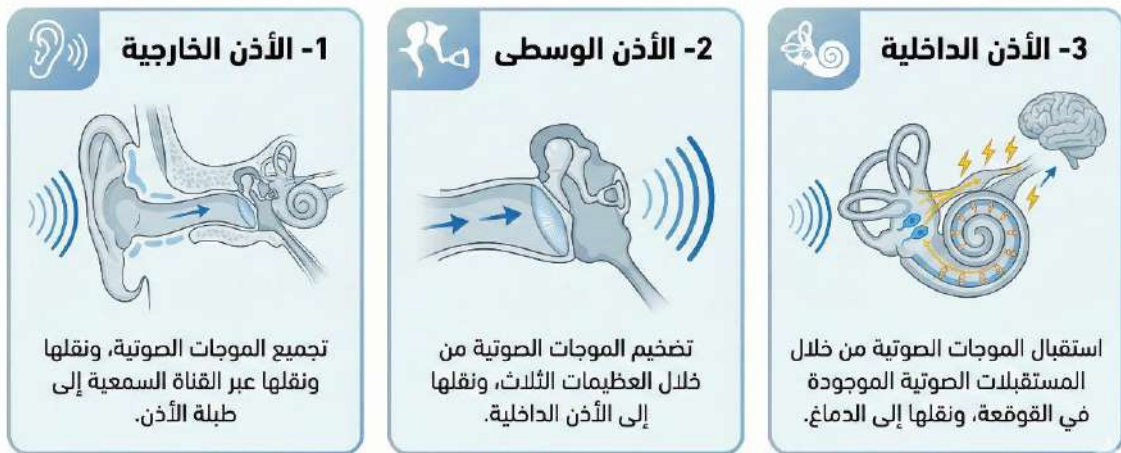 1- الأذن الخارجية
تجميع الموجات الصوتية، ونقلها
ونقلها عبر القناة السمعية إلى
طبلة الأذن.
2- الأذن الوسطى
تضخيم الموجات الصوتية من
خلال العظيمات الثلاث، ونقلها
إلى الأذن الداخلية.
3- الأذن الداخلية
استقبال الموجات الصوتية من خلال
المستقبلات الصوتية الموجودة
في القوقعة، ونقلها إلى الدماغ.